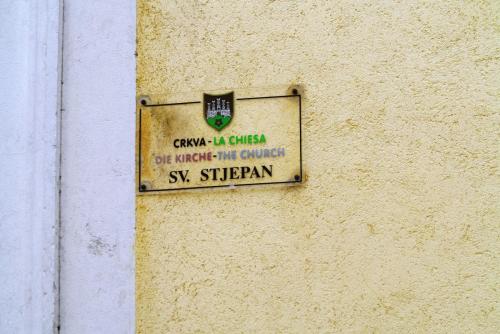 CRKVA - LA CHIESA
DIE KIRCHE - THE CHURCH
SV. STJEPAN